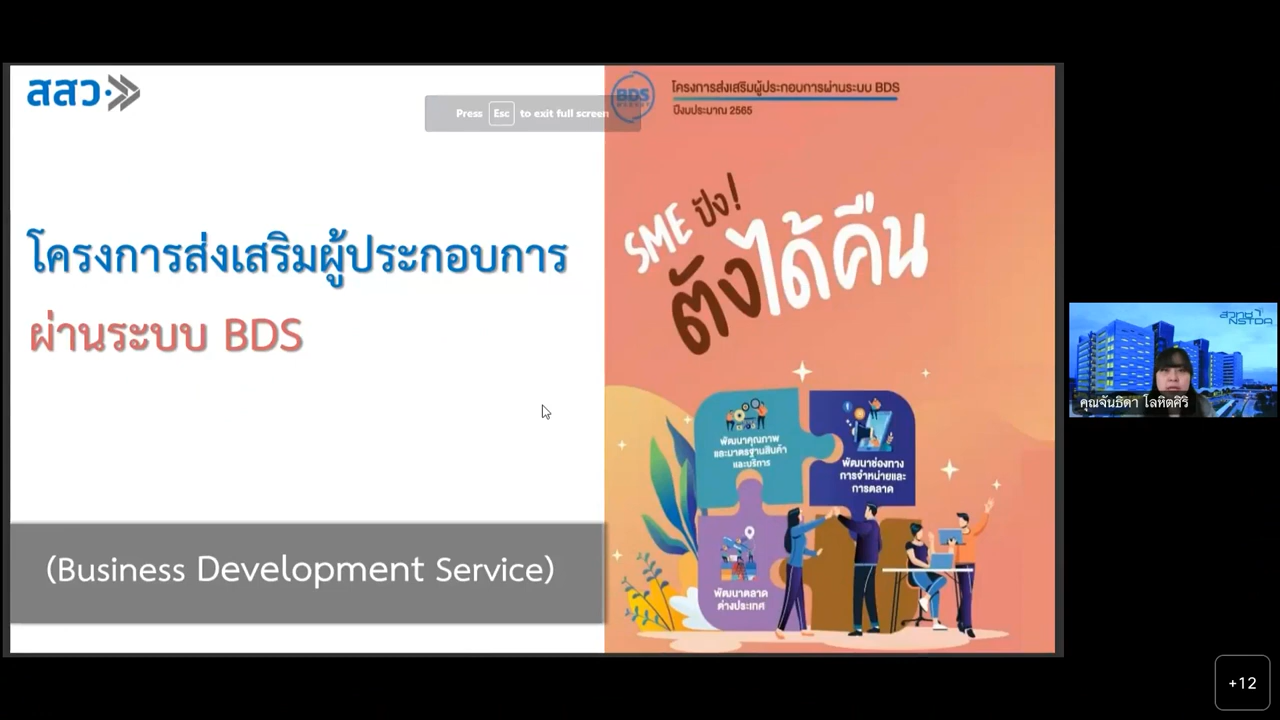 สสว
Press Esc to exit full screen
BDS
โครงการส่งเสริมผู้ประกอบการผ่านระบบ BDS
ปีงบประมาณ 2565
โครงการส่งเสริมผู้ประกอบการ
ผ่านระบบ BDS
(Business Development Service)
SME ปัง!
ตังได้คืน
พัฒนาคุณภาพ
และมาตรฐานสินค้า
และบริการ
พัฒนาช่องทาง
การจำหน่ายและ
การตลาด
พัฒนาตลาด
ต่างประเทศ
สวทช
NSTDA
คุณจันธิดา โลหิตศิริ
+12